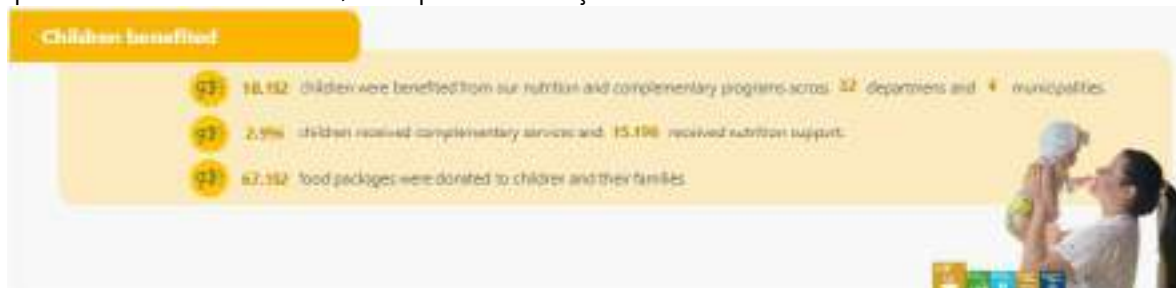 Children benefited
18.192 children were benefited from our nutrition and complementary programs across 32 departmens and 4 municipalities.
2.996 children received complementary services and 15.196 received nutrition support.
67.182 food packages were donated to children and their families